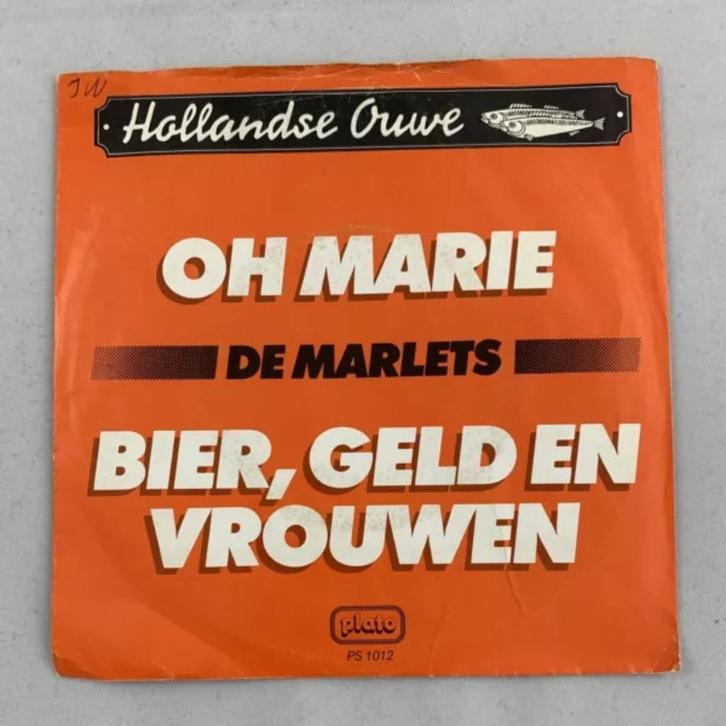 JW
Hollandse Ouwe
OH MARIE
DE MARLETS
BIER, GELD EN
VROUWEN
plato
PS 1012